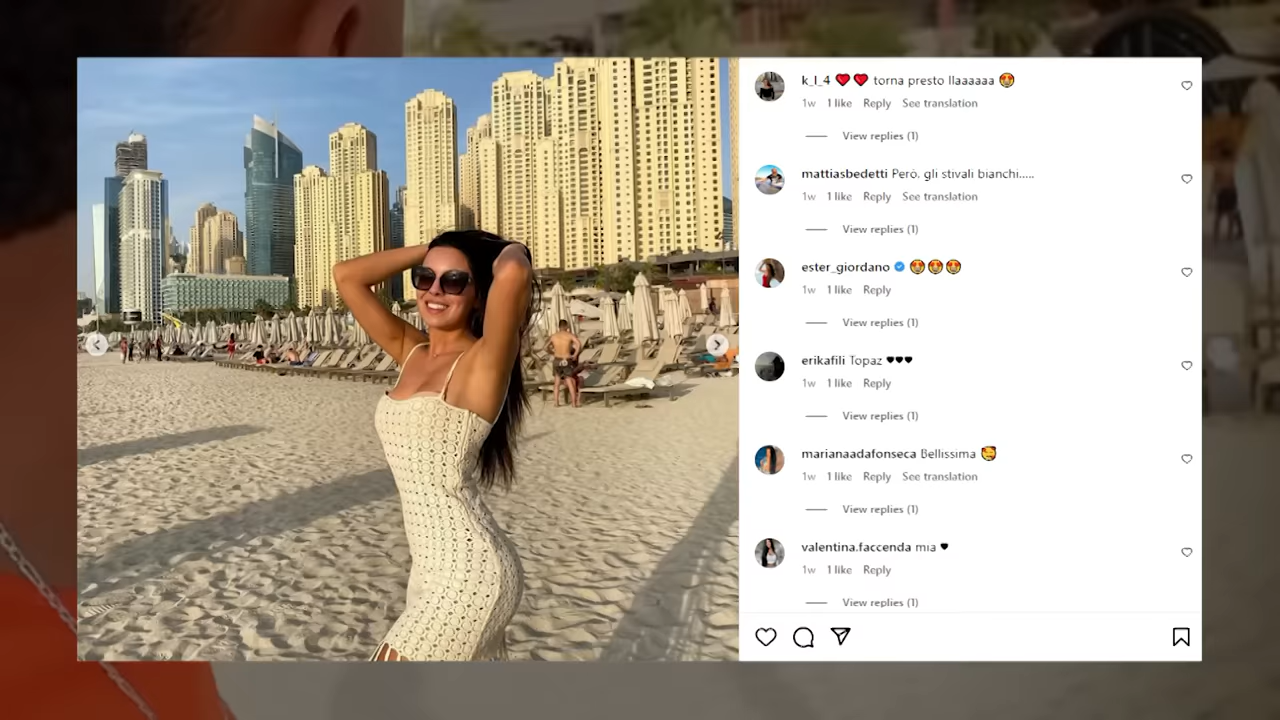 k_l_4 ❤️ ❤️ torna presto llaaaaaa 😍
1w 1 like Reply See translation
View replies (1)
mattiasbedetti Però, gli stivali bianchi.....
1w 1 like Reply See translation
View replies (1)
ester_giordano 😍😍😍
1w 1 like Reply
View replies (1)
erikafili Topaz ♥♥♥
1w 1 like Reply
View replies (1)
marianaadafonseca Bellissima 🥰
1w 1 like Reply See translation
View replies (1)
valentina.faccenda mia ♥
1w 1 like Reply
View replies (1)